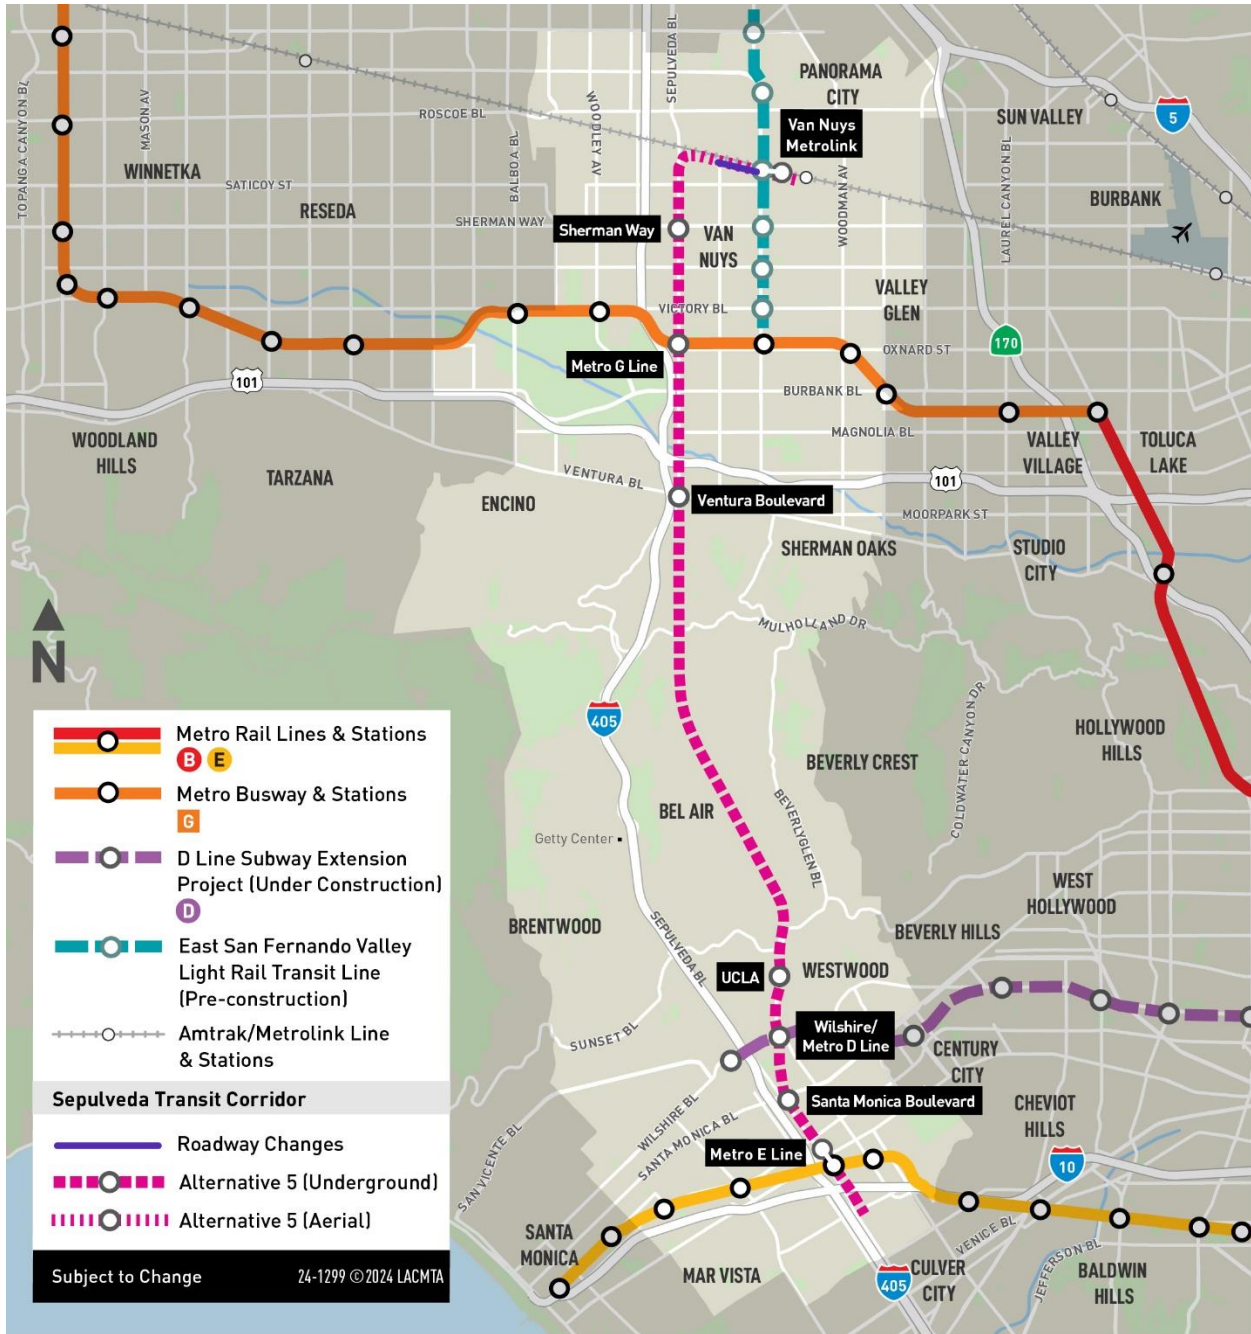 SEPULVEDA BL
PANORAMA
CITY
SUN VALLEY
5
TOPANGA CANYON BL
MASON AV
ROSCOE BL
WOODLEY AV
BALBOA BL
Van Nuys
Metrolink
WOODMAN AV
LAUREL CANYON BL
WINNETKA
SATICOY ST
RESEDA
SHERMAN WAY
Sherman Way
VAN
NUYS
BURBANK
VALLEY
GLEN
VICTORY BL
OXNARD ST
170
Metro G Line
101
BURBANK BL
MAGNOLIA BL
WOODLAND
HILLS
TARZANA
VENTURA BL
ENCINO
Ventura Boulevard
VALLEY
VILLAGE
TOLUCA
LAKE
101
MOORPARK ST
SHERMAN OAKS
STUDIO
CITY
MULHOLLAND DR
N
405
COLDWATER CANYON DR
HOLLYWOOD
HILLS
BEVERLY CREST
BEL AIR
BEVERLYGLEN BL
Getty Center
WEST
HOLLYWOOD
BRENTWOOD
SEPULVEDA BL
BEVERLY HILLS
UCLA
WESTWOOD
SUNSET BL
Wilshire/
Metro D Line
CENTURY
CITY
WILSHIRE BL
SANTA MONICA BL
Santa Monica Boulevard
CHEVIOT
HILLS
SAN VICENTE BL
Metro E Line
10
SANTA
MONICA
MAR VISTA
VENICE BL
JEFFERSON BL
405
CULVER
CITY
BALDWIN
HILLS
Metro Rail Lines & Stations
B E
Metro Busway & Stations
G
D Line Subway Extension
Project (Under Construction)
D
East San Fernando Valley
Light Rail Transit Line
(Pre-construction)
Amtrak/Metrolink Line
& Stations
Sepulveda Transit Corridor
Roadway Changes
Alternative 5 (Underground)
Alternative 5 (Aerial)
Subject to Change 24-1299 ©2024 LACMTA